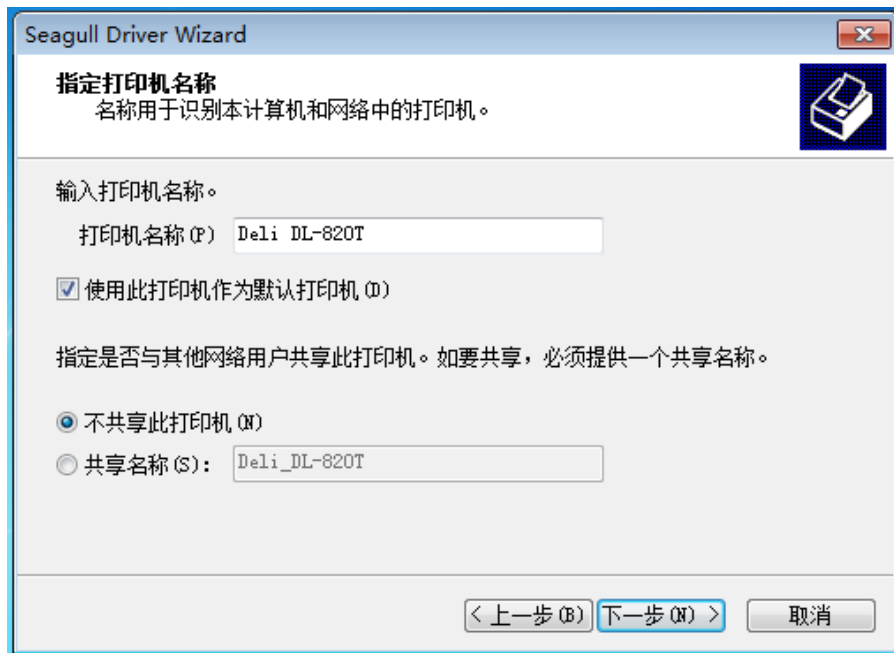 Seagull Driver Wizard
指定打印机名称
名称用于识别本计算机和网络中的打印机。
输入打印机名称。
打印机名称(P) Deli DL-820T
使用此打印机作为默认打印机(D)
指定是否与其他网络用户共享此打印机。如要共享，必须提供一个共享名称。
不共享此打印机(N)
共享名称(S): Deli_DL-820T
< 上一步(B) 下一步(N) > 取消